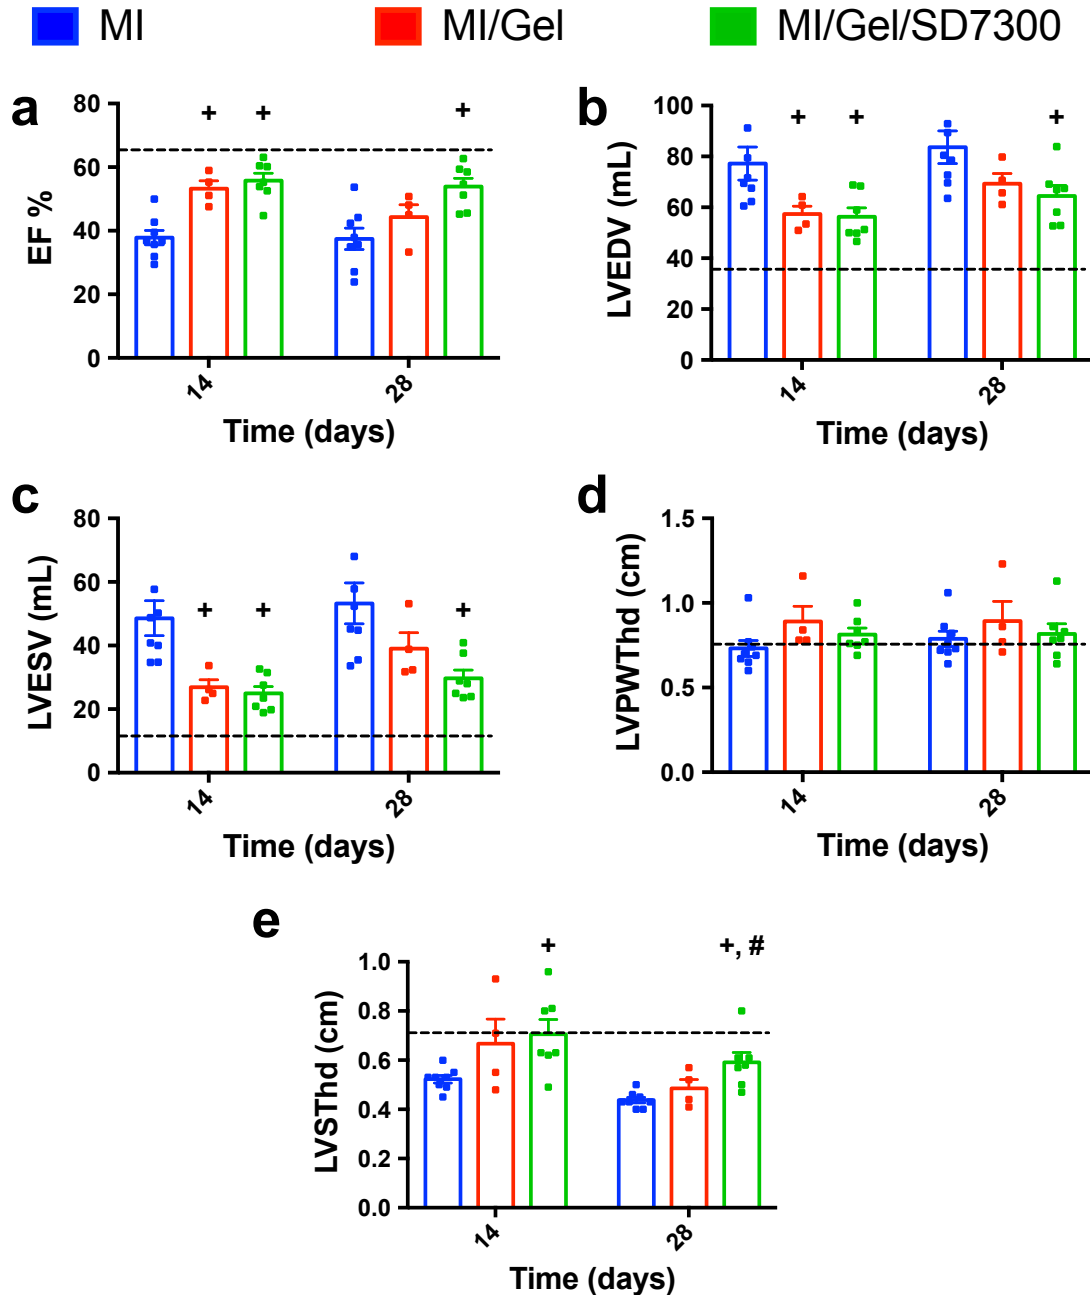 MI MI/Gel MI/Gel/SD7300
a
80
60
40
20
0
EF %
+ + +
14 28
Time (days)
b
100
80
60
40
20
0
LVEDV (mL)
+ + +
14 28
Time (days)
c
80
60
40
20
0
LVESV (mL)
+ + +
14 28
Time (days)
d
1.5
1.0
0.5
0.0
LVPWThd (cm)
14 28
Time (days)
e
1.0
0.8
0.6
0.4
0.2
0.0
LVSThd (cm)
+ +, #
14 28
Time (days)